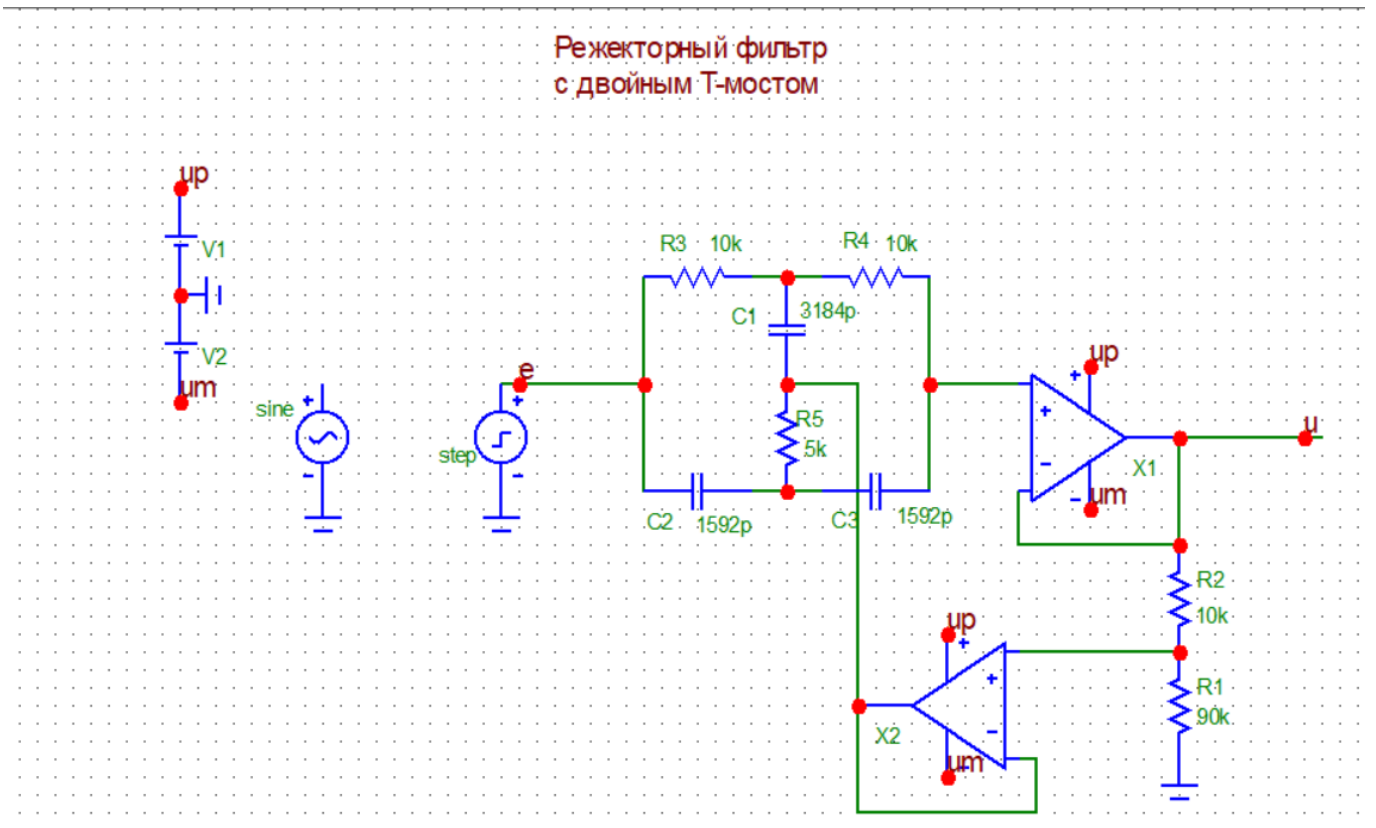 Режекторный фильтр
с двойным Т-мостом
up
V1
V2
um
sine
+
-
e
step
+
-
R3 10k
R4 10k
C1 3184p
R5
5k
C2 1592p
C3 1592p
up
+
+
-
X1
-
um
u
R2
10k
R1
90k
up
+
+
-
X2
um
-